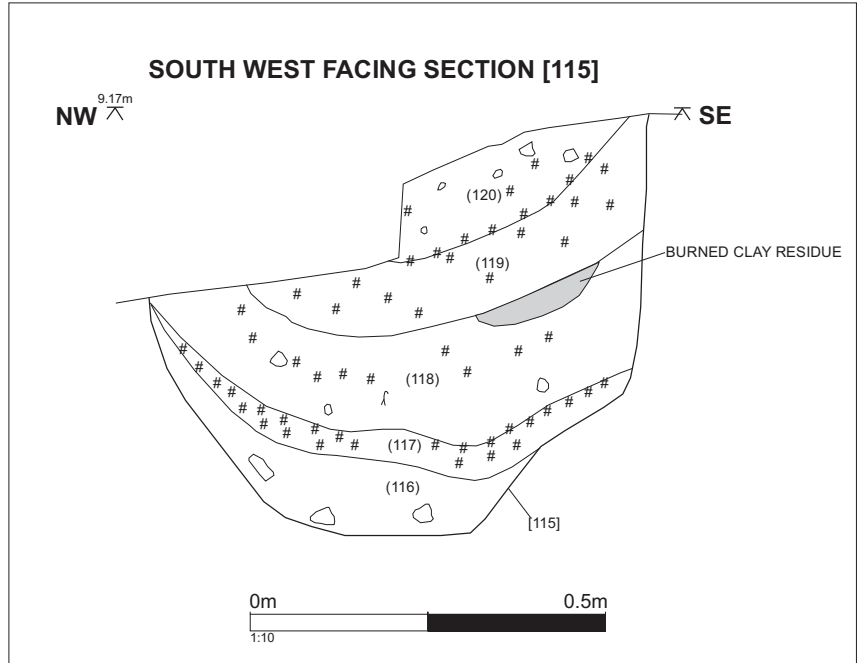 SOUTH WEST FACING SECTION [115]
NW 9.17m SE
(120)
(119)
BURNED CLAY RESIDUE
(118)
(117)
(116)
[115]
0m 0.5m
1:10